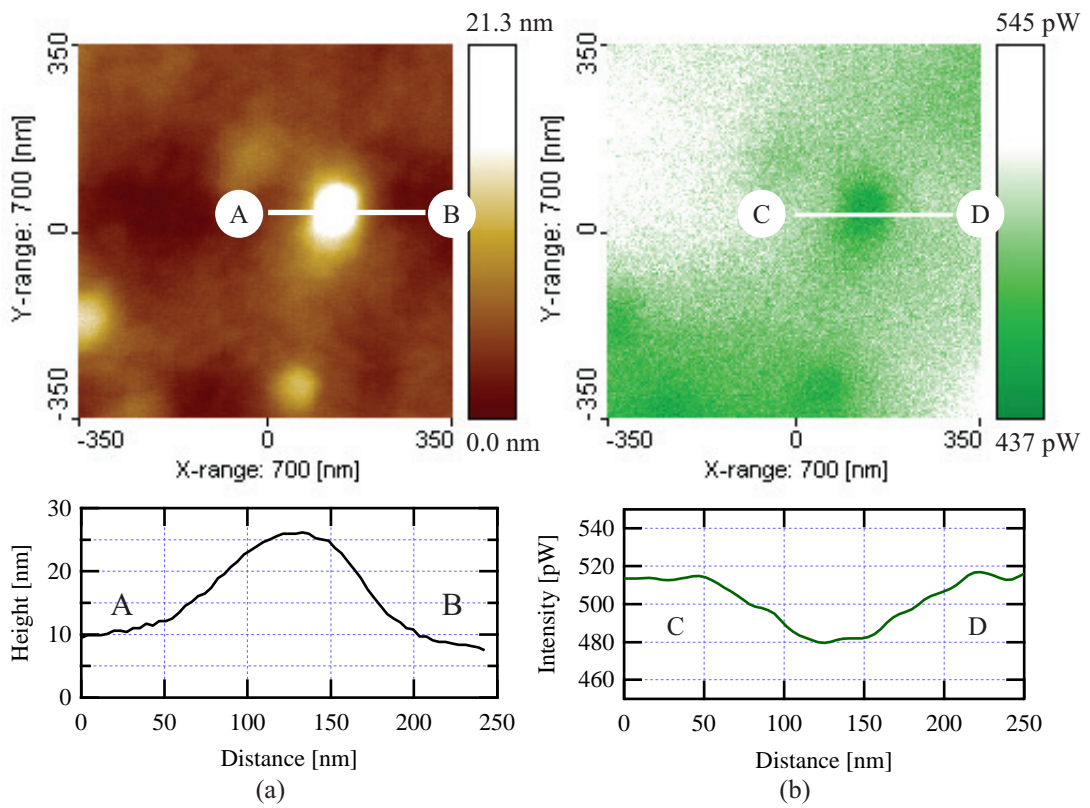 21.3 nm
545 pW
350
0
-350
Y-range: 700 [nm]
A
B
-350
0
350
X-range: 700 [nm]
0.0 nm
350
0
-350
Y-range: 700 [nm]
C
D
-350
0
350
X-range: 700 [nm]
437 pW
30
20
10
0
Height [nm]
A
B
0
50
100
150
200
250
Distance [nm]
(a)
540
520
500
480
460
Intensity [pW]
C
D
0
50
100
150
200
250
Distance [nm]
(b)